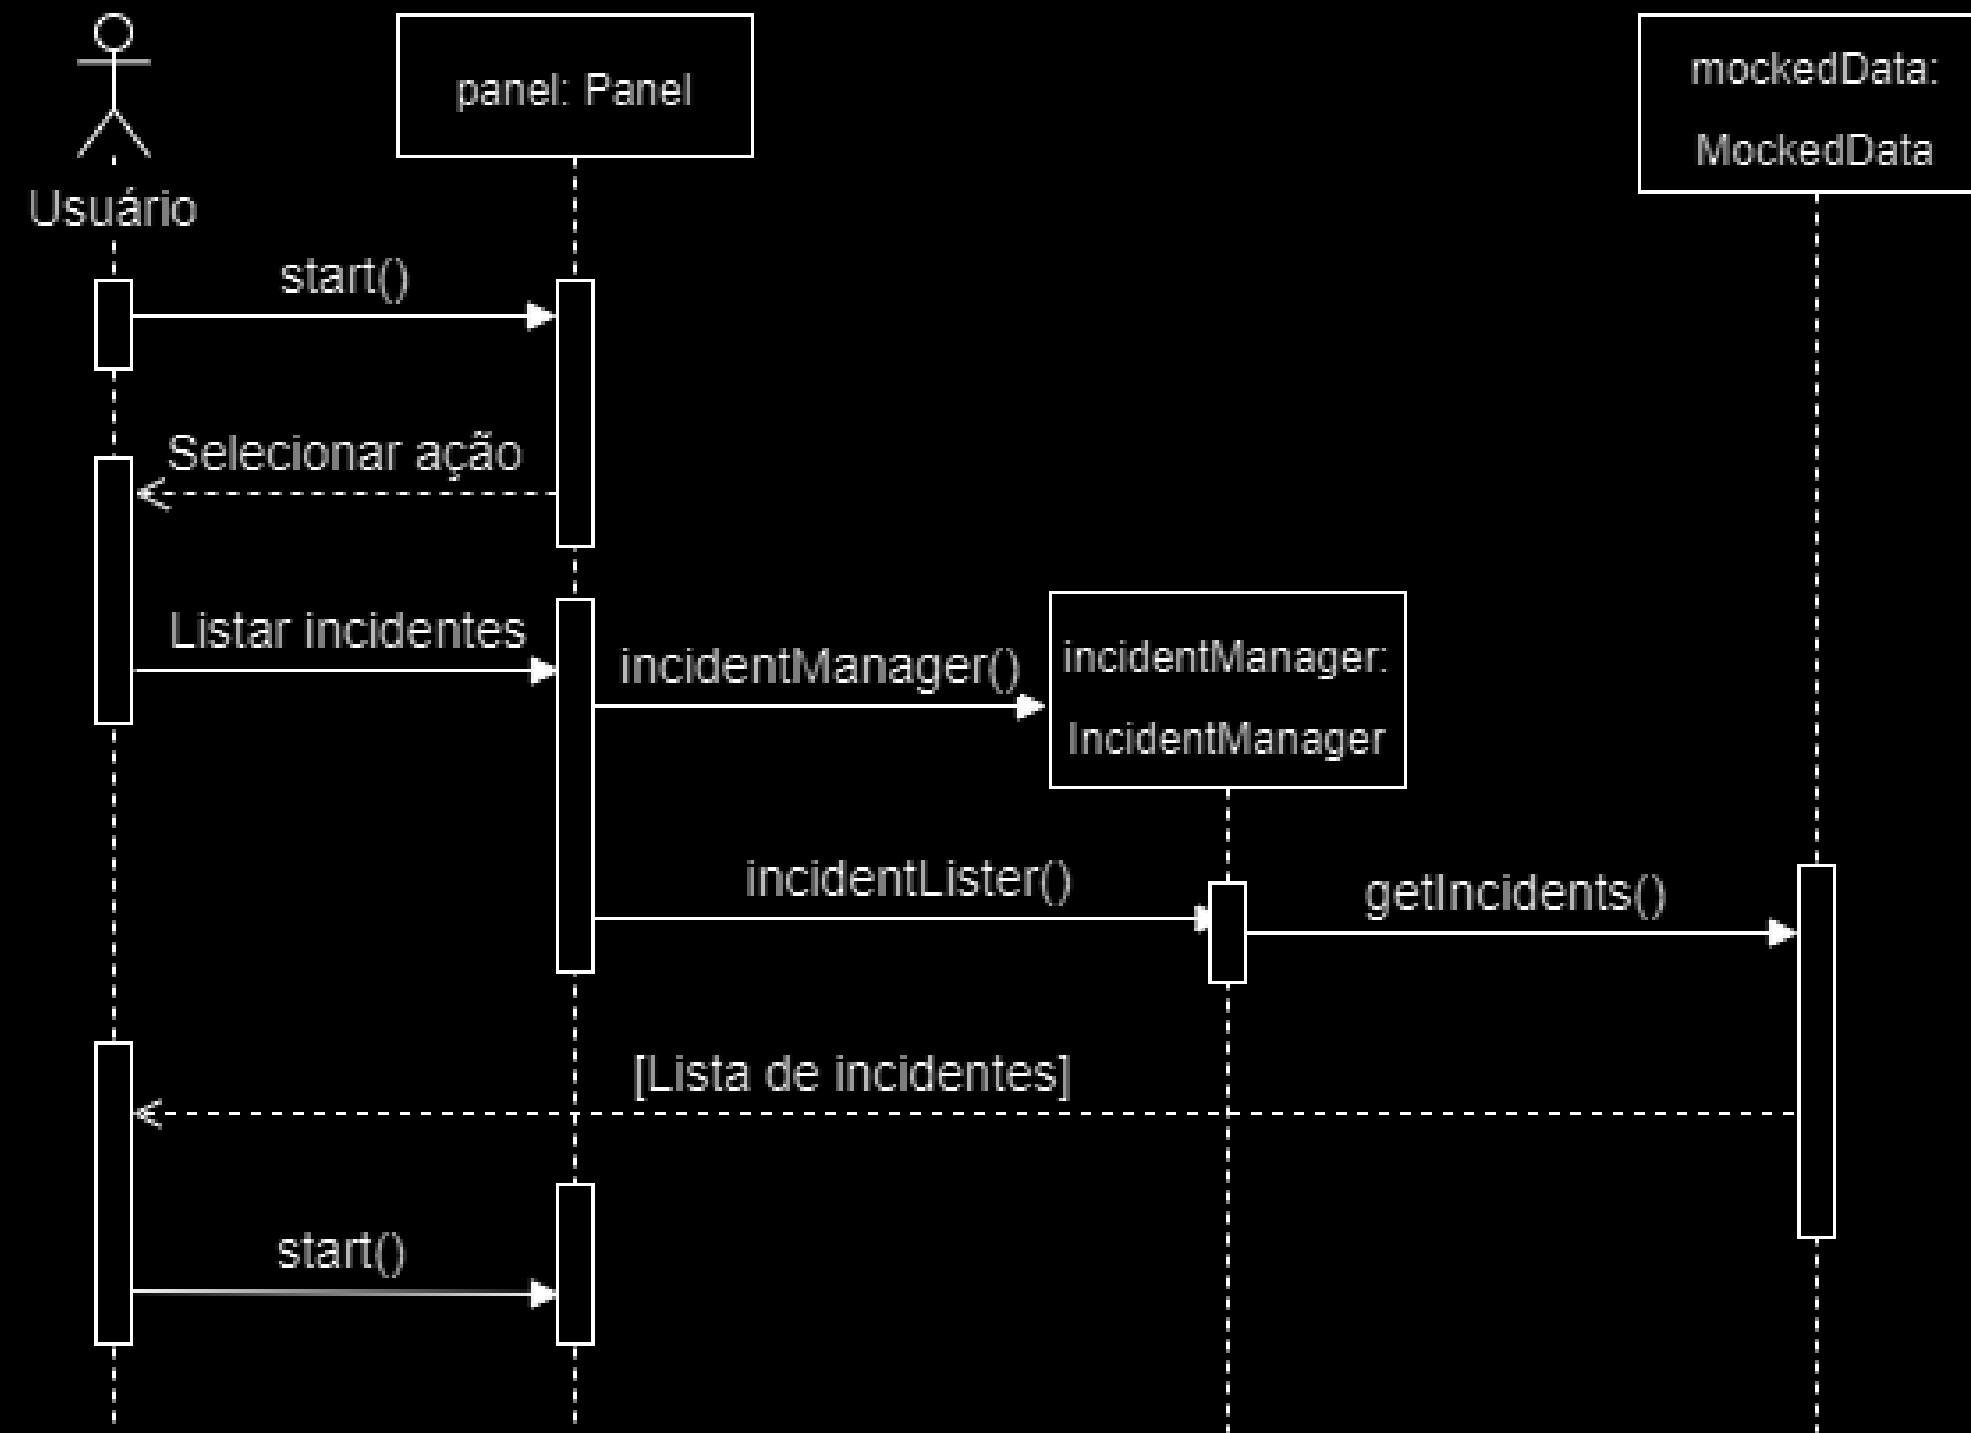 panel: Panel
mockedData:
MockedData
Usuário
start()
Selecionar ação
Listar incidentes
incidentManager()
incidentManager:
IncidentManager
incidentLister()
getIncidents()
[Lista de incidentes]
start()